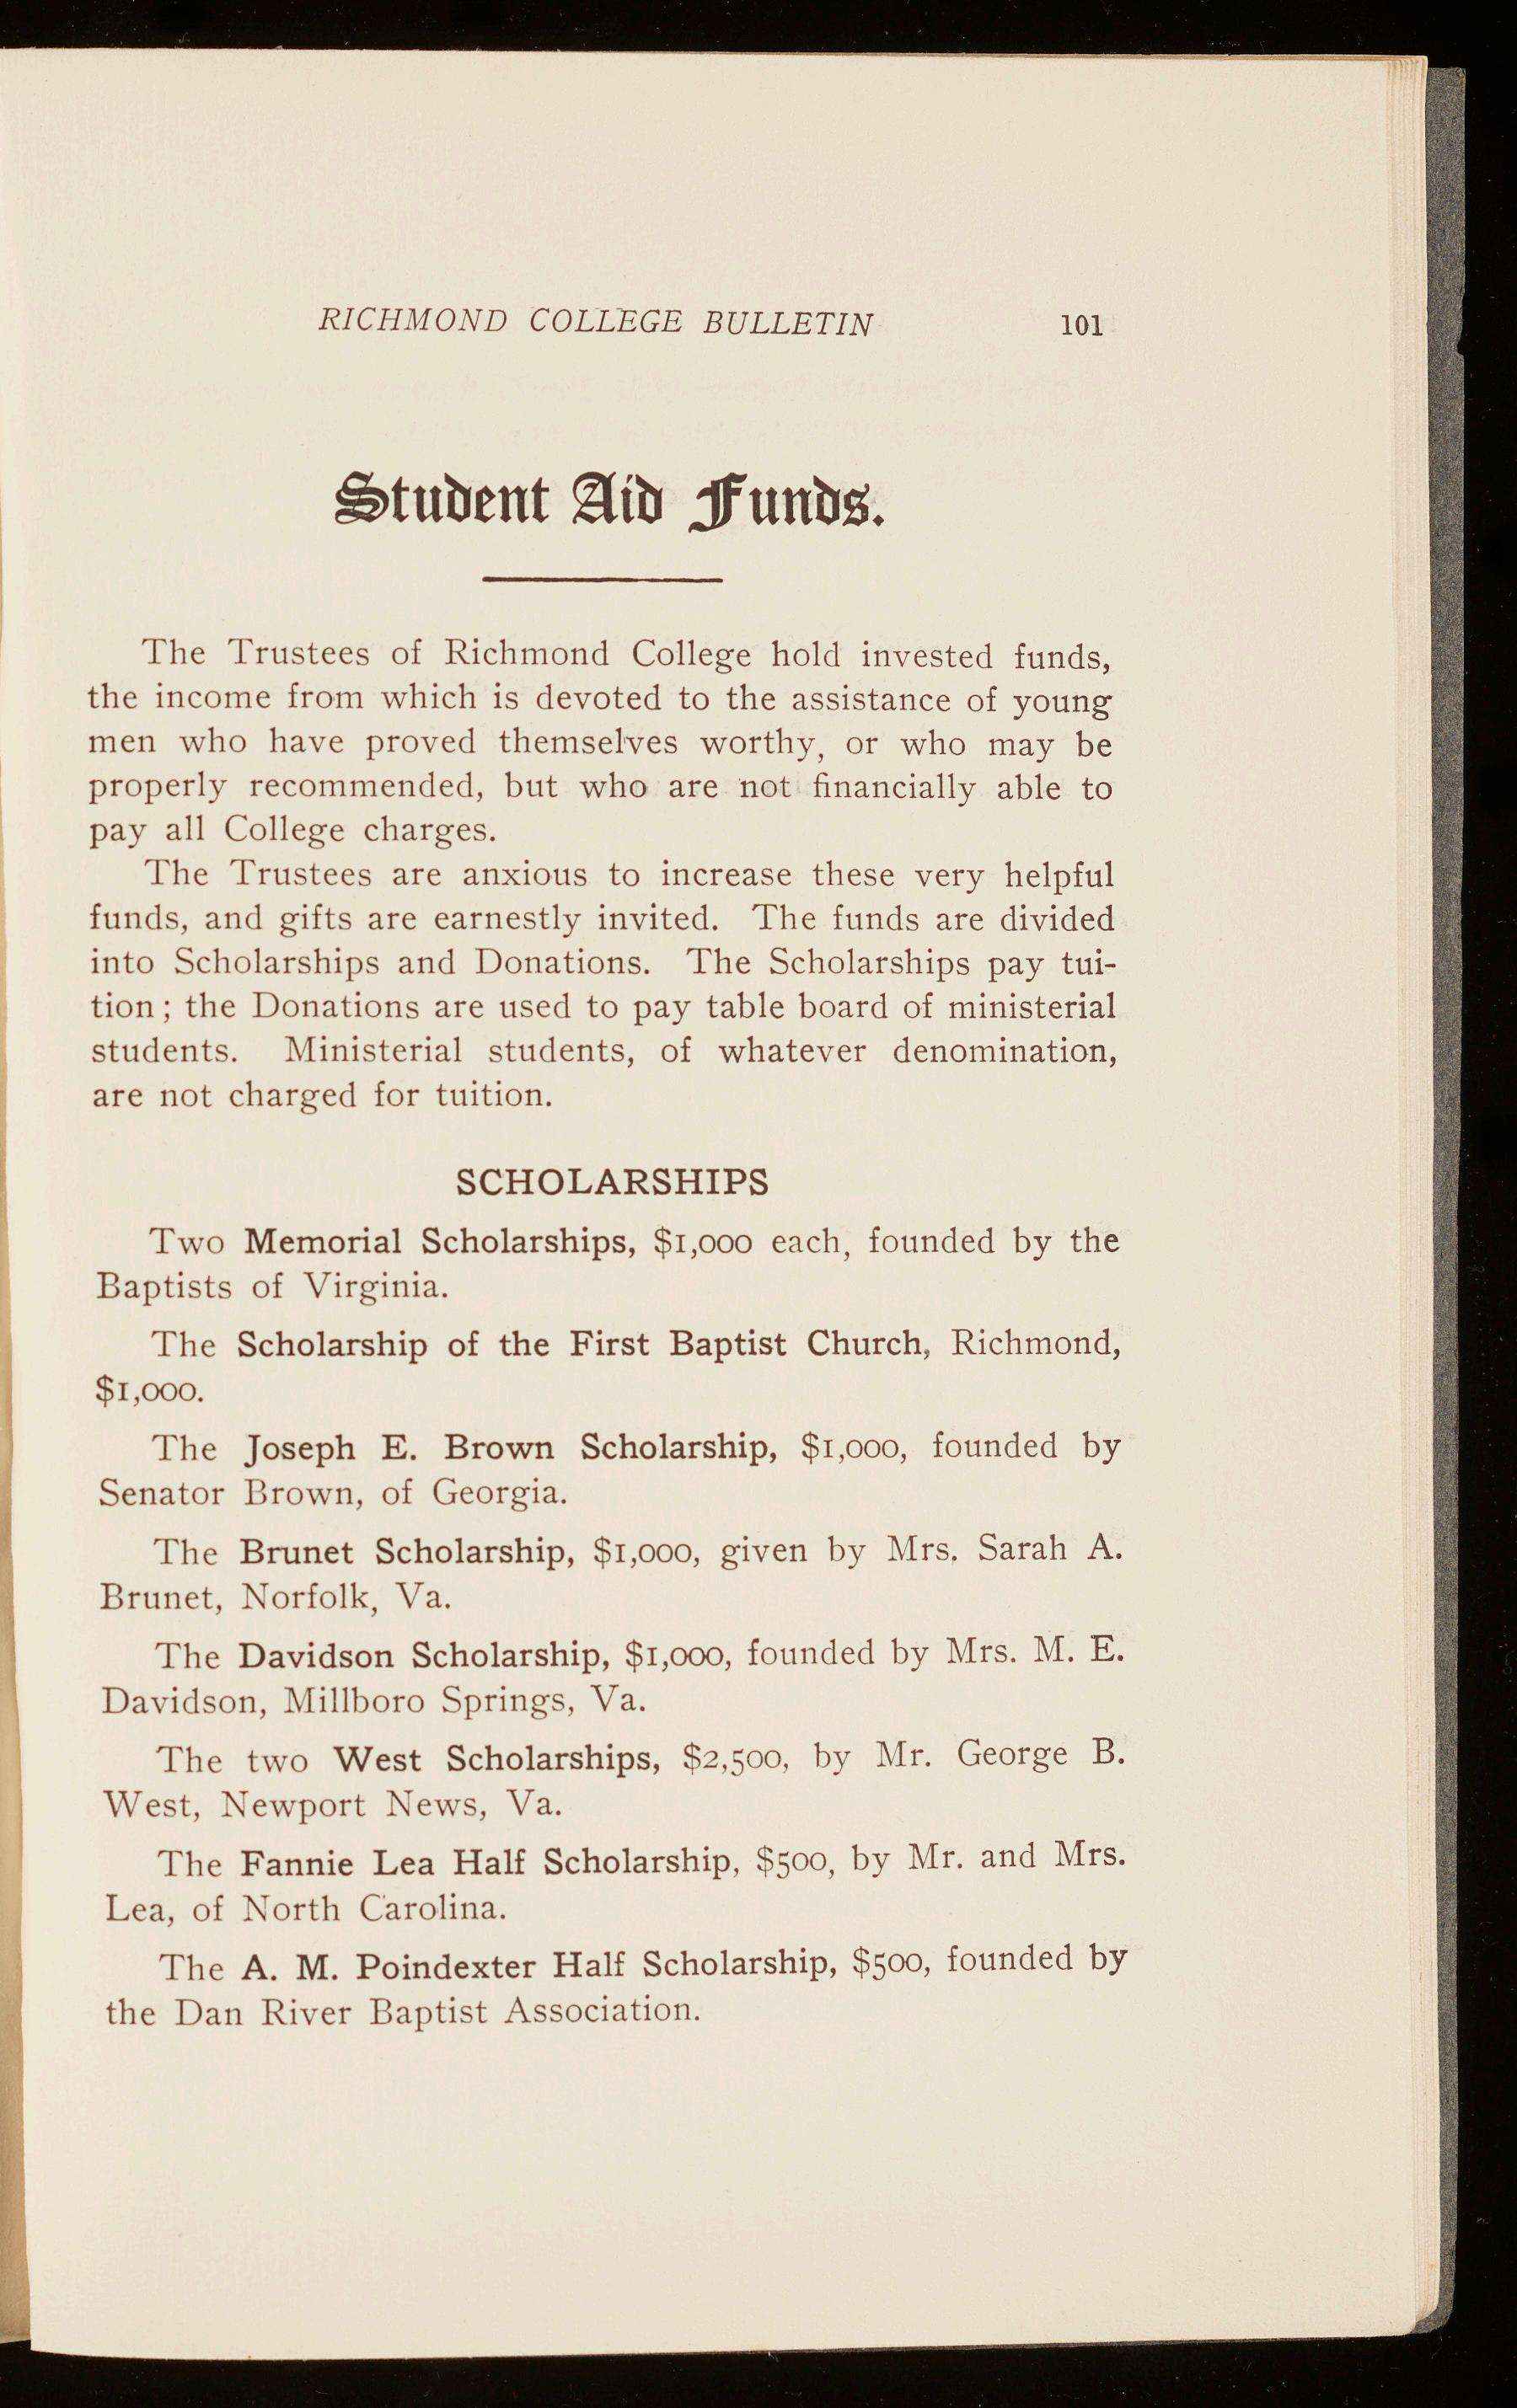 RICHMOND COLLEGE BULLETIN 101
Student Aid Funds.
The Trustees of Richmond College hold invested funds,
the income from which is devoted to the assistance of young
men who have proved themselves worthy, or who may be
properly recommended, but who are not financially able to
pay all College charges.
The Trustees are anxious to increase these very helpful
funds, and gifts are earnestly invited. The funds are divided
into Scholarships and Donations. The Scholarships pay tui-
tion; the Donations are used to pay table board of ministerial
students. Ministerial students, of whatever denomination,
are not charged for tuition.
SCHOLARSHIPS
Two Memorial Scholarships, $1,000 each, founded by the
Baptists of Virginia.
The Scholarship of the First Baptist Church, Richmond,
$1,000.
The Joseph E. Brown Scholarship, $1,000, founded by
Senator Brown, of Georgia.
The Brunet Scholarship, $1,000, given by Mrs. Sarah A.
Brunet, Norfolk, Va.
The Davidson Scholarship, $1,000, founded by Mrs. M. E.
Davidson, Millboro Springs, Va.
The two West Scholarships, $2,500, by Mr. George B.
West, Newport News, Va.
The Fannie Lea Half Scholarship, $500, by Mr. and Mrs.
Lea, of North Carolina.
The A. M. Poindexter Half Scholarship, $500, founded by
the Dan River Baptist Association.